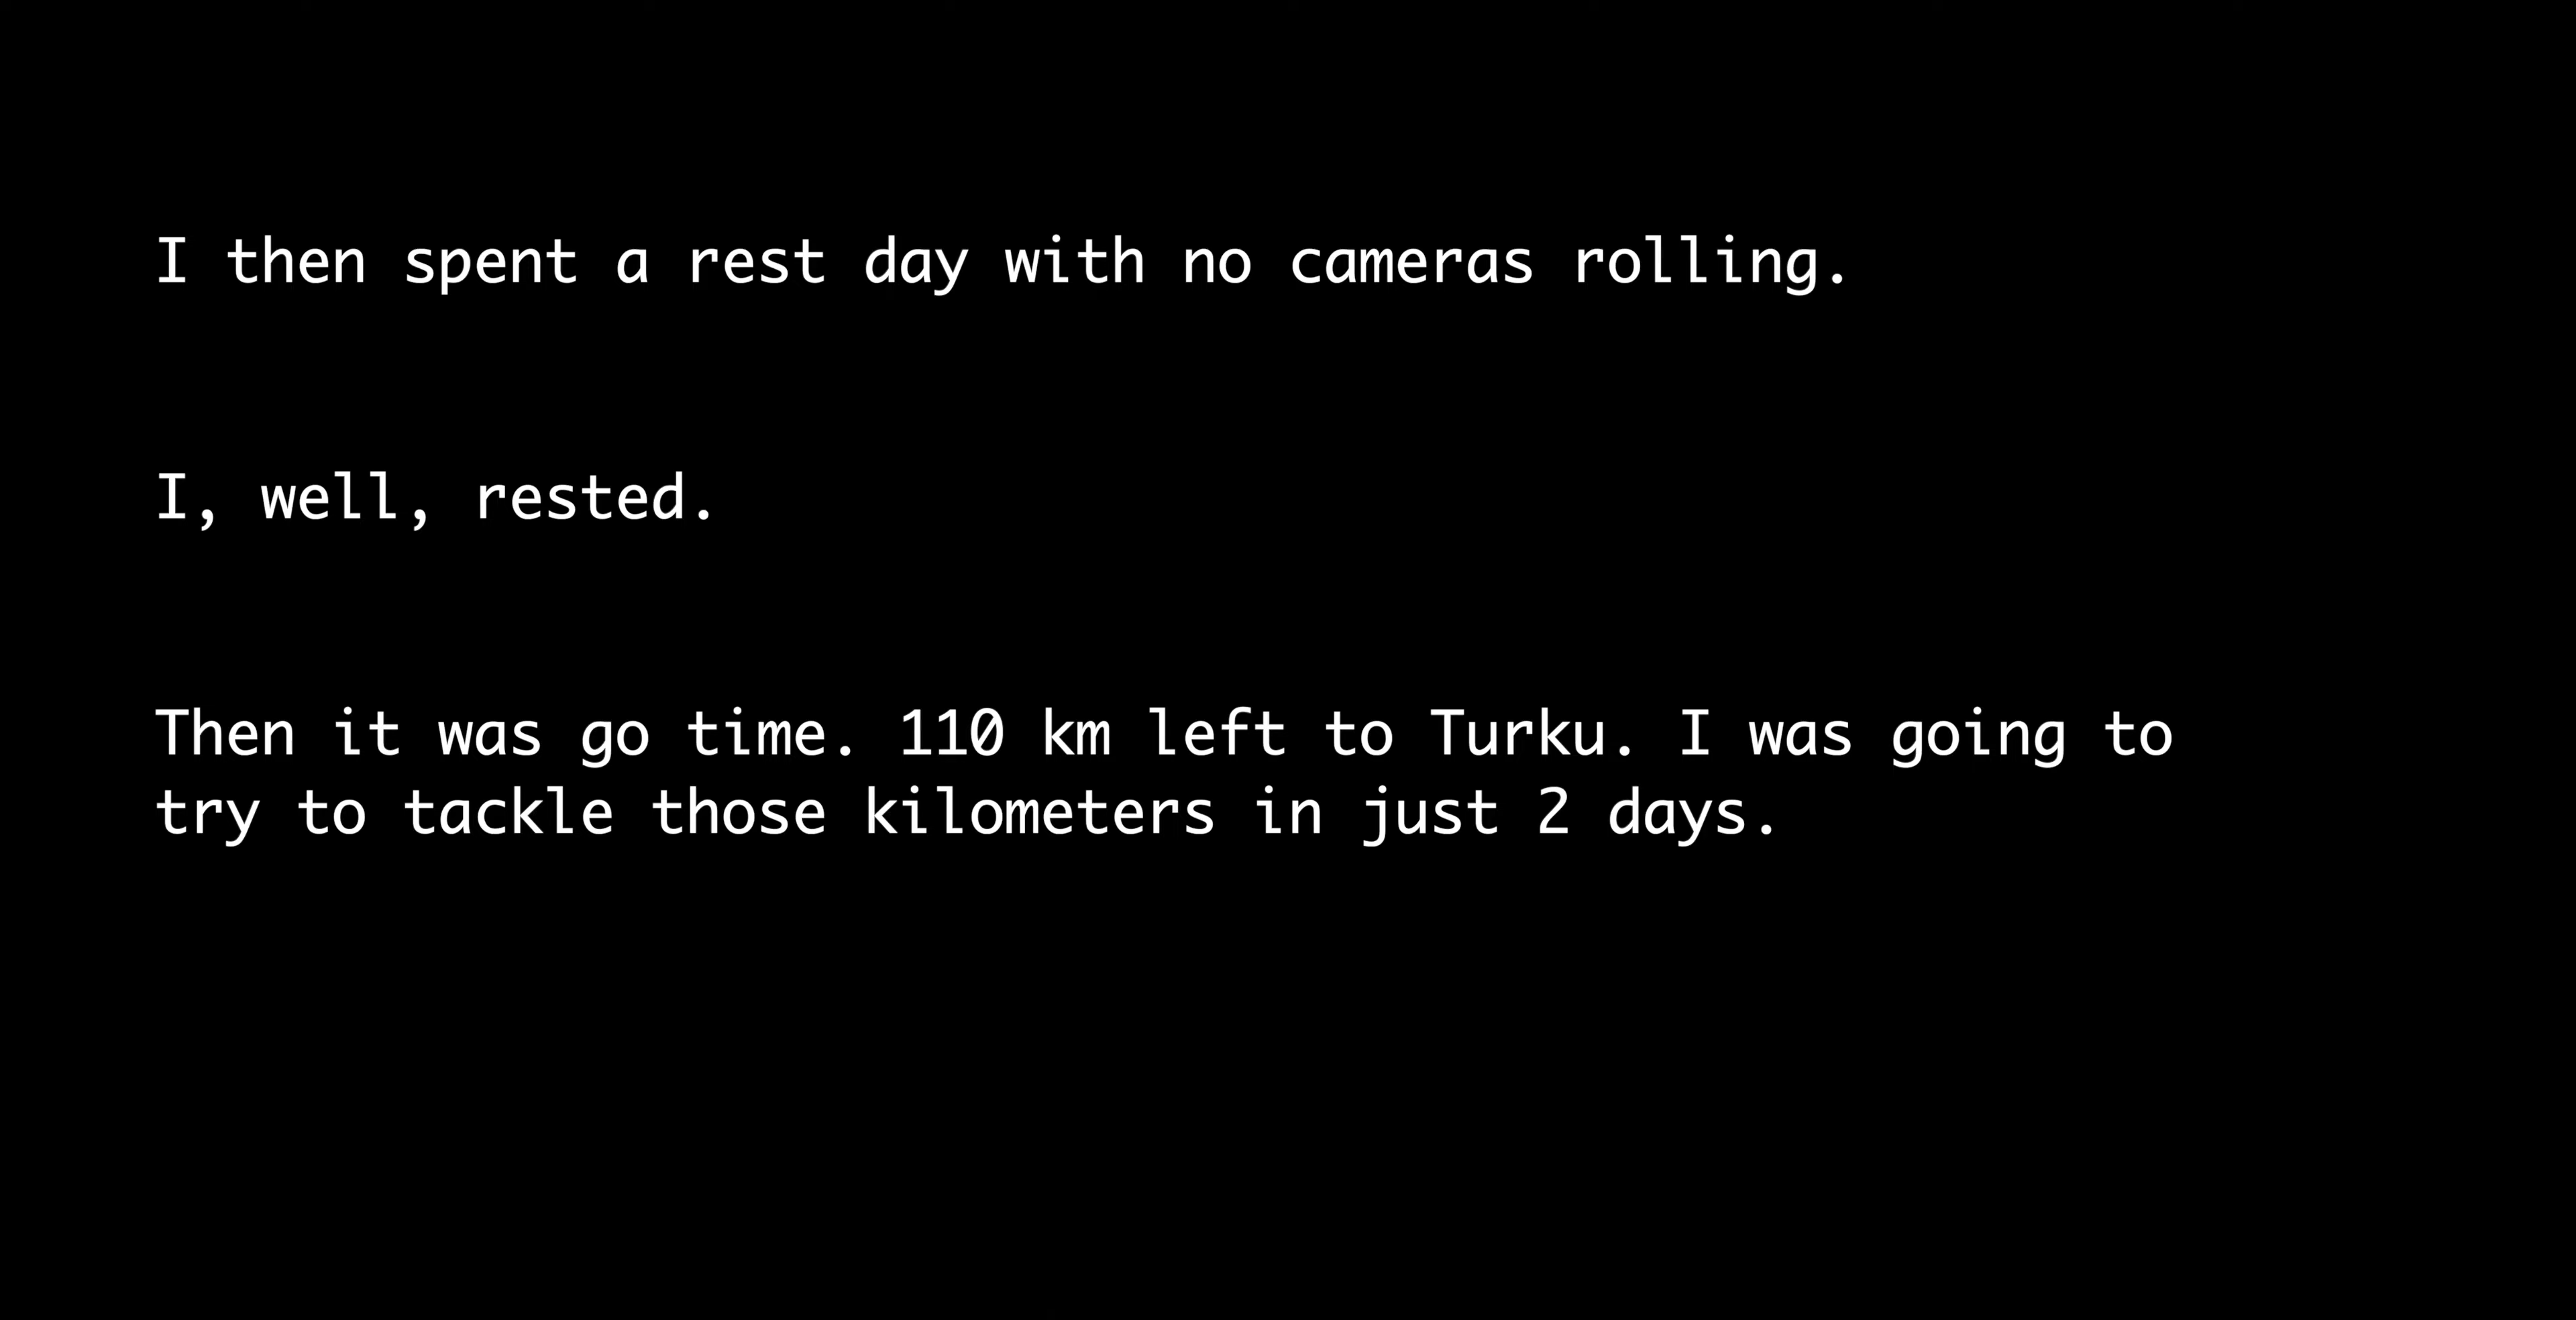 I then spent a rest day with no cameras rolling.
I, well, rested.
Then it was go time. 110 km left to Turku. I was going to
try to tackle those kilometers in just 2 days.